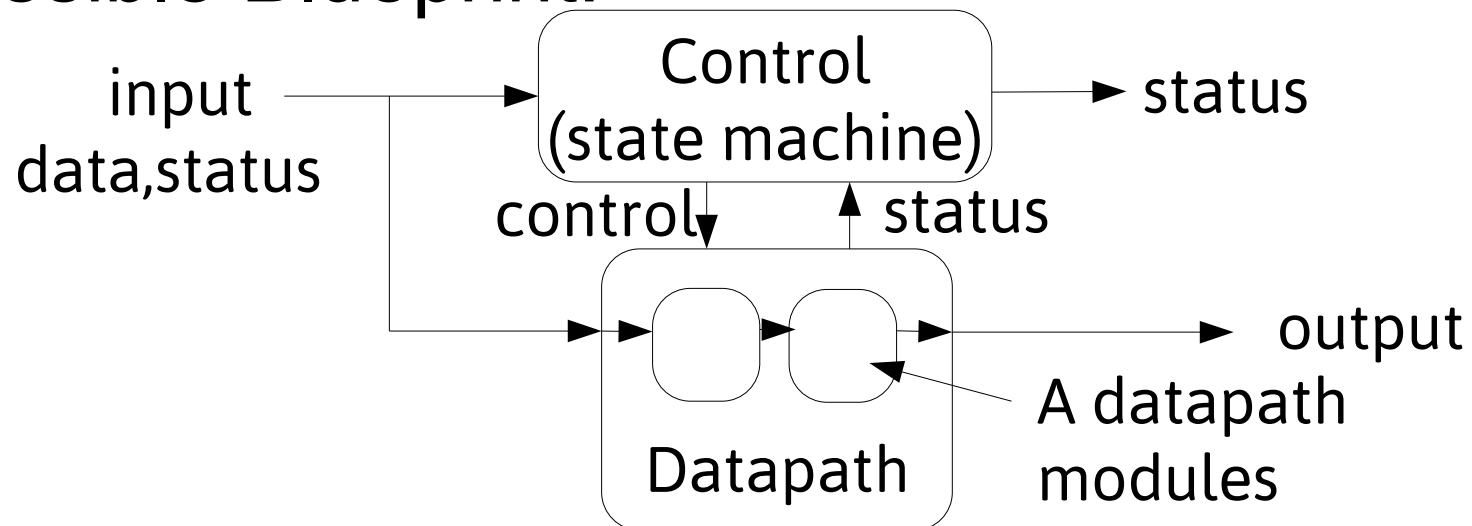 Control
input
(state machine)
status
data,status
control
status
output
A datapath
modules
Datapath